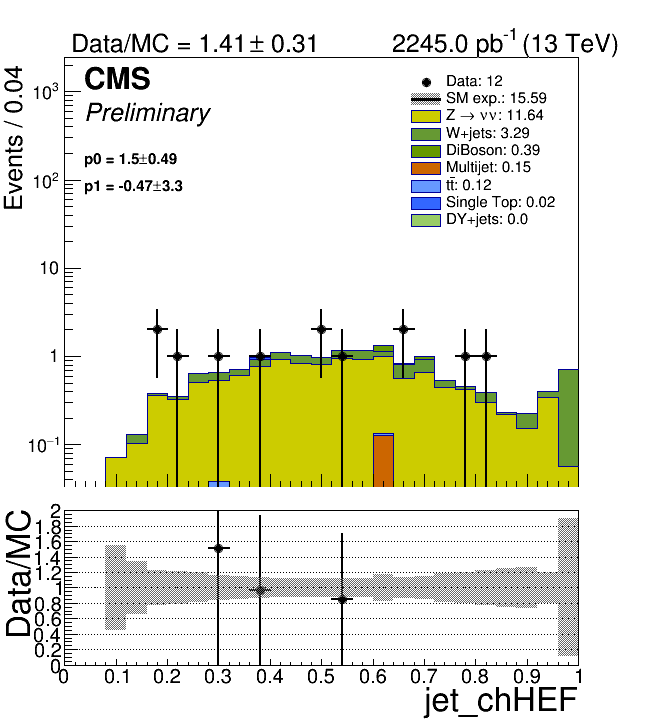 Data/MC = 1.41 ± 0.31 2245.0 pb⁻¹ (13 TeV)
CMS
Preliminary
p0 = 1.5±0.49
p1 = -0.47±3.3
Data: 12
SM exp.: 15.59
Z → νν: 11.64
W+jets: 3.29
DiBoson: 0.39
Multijet: 0.15
tt̄: 0.12
Single Top: 0.02
DY+jets: 0.0
Events / 0.04
10³
10²
10
1
10⁻¹
Data/MC
2
1.8
1.6
1.4
1.2
1
0.8
0.6
0.4
0.2
0
0 0.1 0.2 0.3 0.4 0.5 0.6 0.7 0.8 0.9 1
jet_chHEF